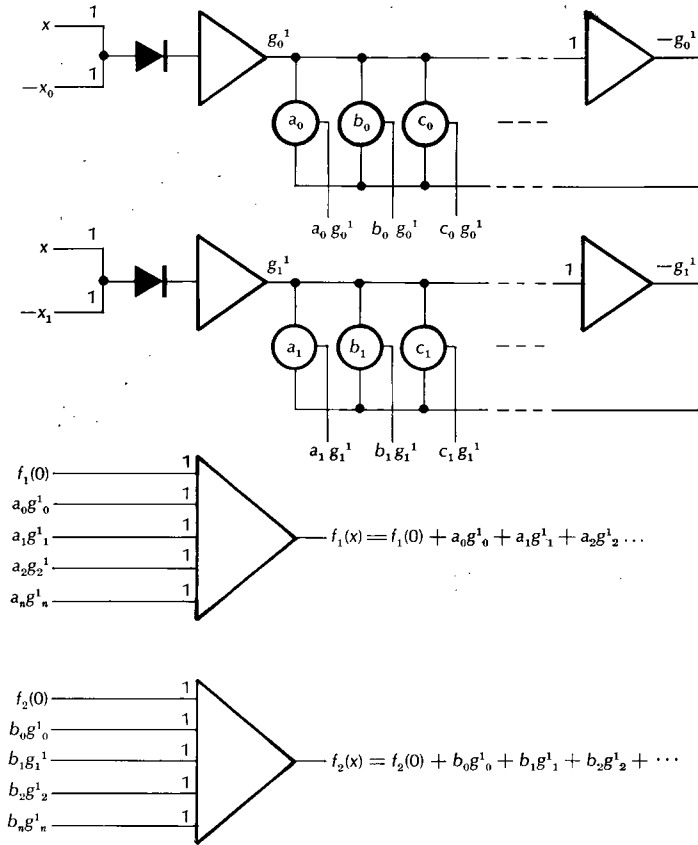 1
x
g₀¹
1
−g₀¹
1
−x₀
a₀ b₀ c₀
a₀ g₀¹ b₀ g₀¹ c₀ g₀¹
1
x
g₁¹
1
−g₁¹
1
−x₁
a₁ b₁ c₁
a₁ g₁¹ b₁ g₁¹ c₁ g₁¹
f₁(0) 1
a₀g¹₀ 1
a₁g¹₁ 1 f₁(x) = f₁(0) + a₀g¹₀ + a₁g¹₁ + a₂g¹₂ ...
a₂g₂¹ 1
aₙg¹ₙ 1
f₂(0) 1
b₀g¹₀ 1
b₁g₁¹ 1 f₂(x) = f₂(0) + b₀g¹₀ + b₁g¹₁ + b₂g¹₂ + ⋯
b₂g¹₂ 1
bₙg¹ₙ 1